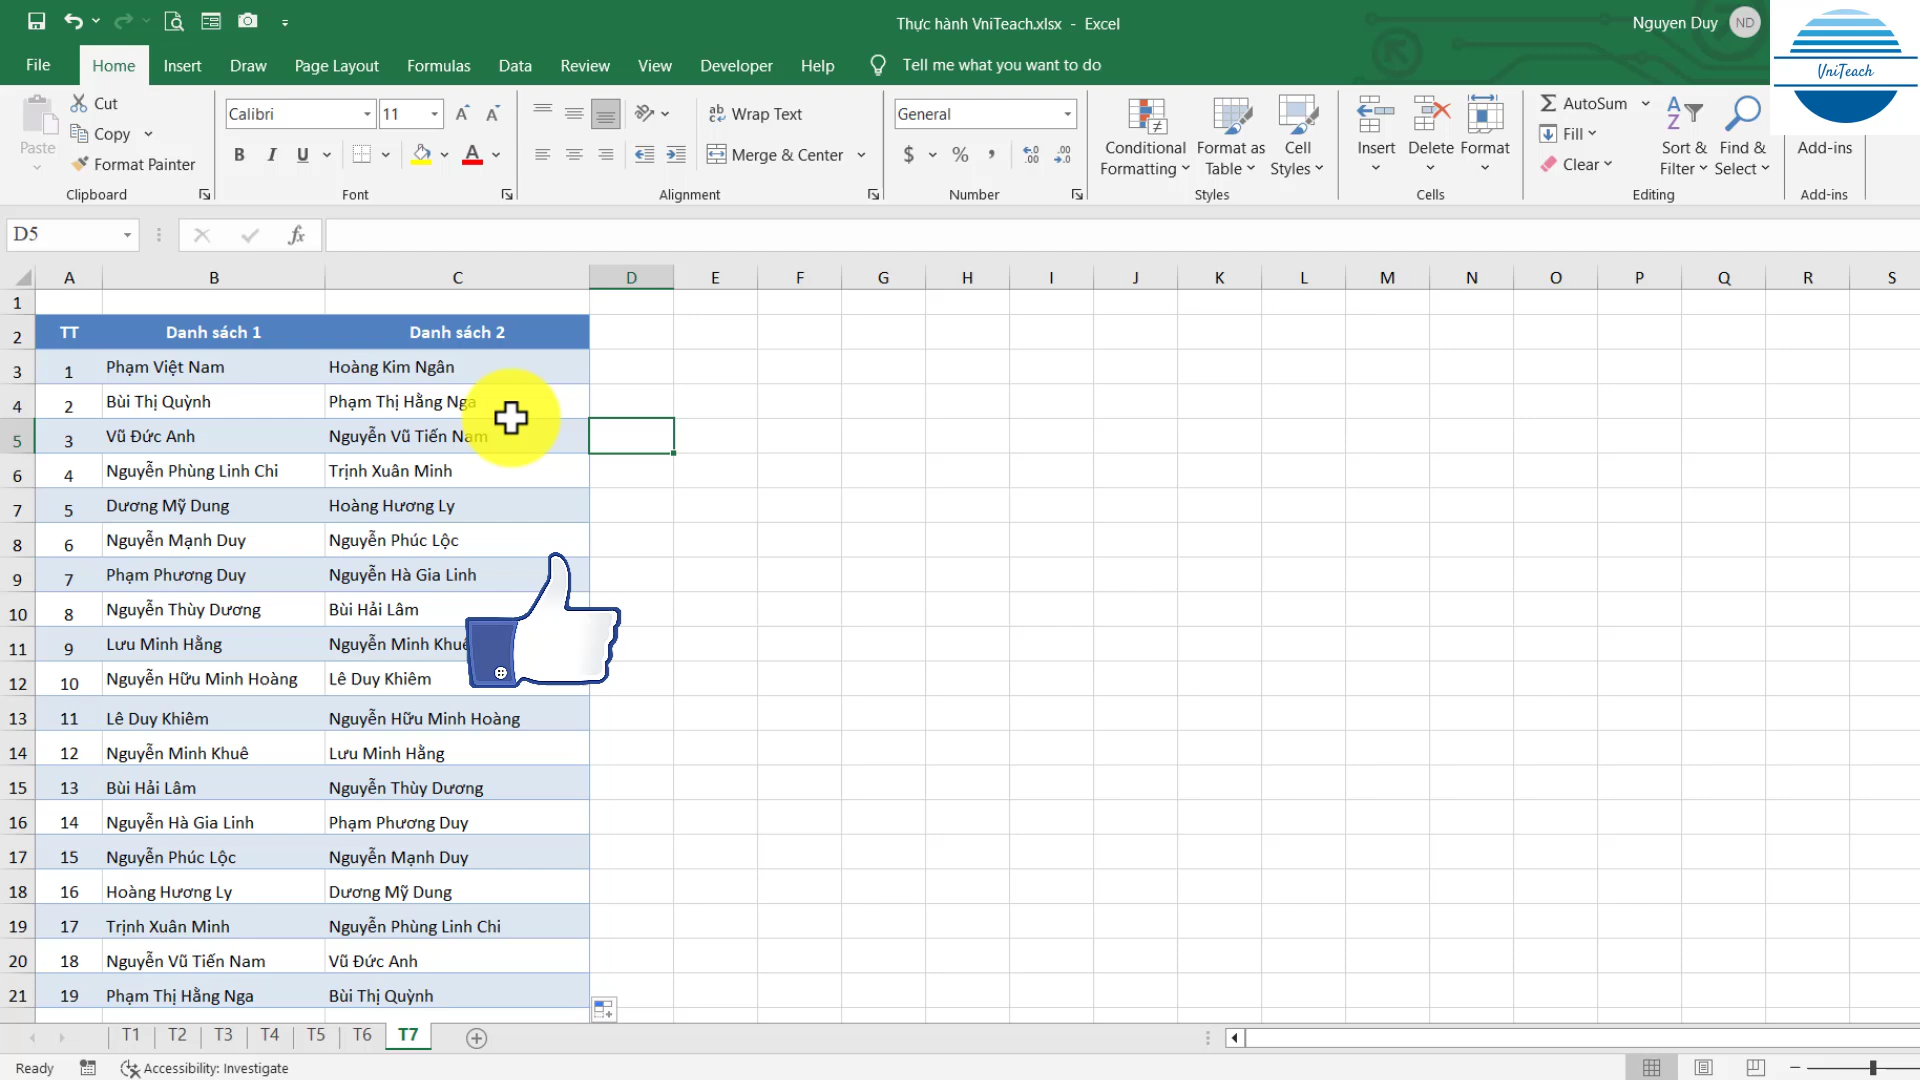 Thực hành VniTeach.xlsx - Excel
Nguyen Duy ND
VniTeach
File Home Insert Draw Page Layout Formulas Data Review View Developer Help Tell me what you want to do
Paste
Cut
Copy
Format Painter
Clipboard
Calibri 11
B I U
Font
Wrap Text
Merge & Center
Alignment
General
$ % ,
Number
Conditional Formatting
Format as Table
Cell Styles
Styles
Insert Delete Format
Cells
AutoSum
Fill
Clear
Sort & Filter
Find & Select
Editing
Add-ins
Add-ins
D5
fx
A B C D E F G H I J K L M N O P Q R S
1
2 TT Danh sách 1 Danh sách 2
3 1 Phạm Việt Nam Hoàng Kim Ngân
4 2 Bùi Thị Quỳnh Phạm Thị Hằng Nga
5 3 Vũ Đức Anh Nguyễn Vũ Tiến Nam
6 4 Nguyễn Phùng Linh Chi Trịnh Xuân Minh
7 5 Dương Mỹ Dung Hoàng Hương Ly
8 6 Nguyễn Mạnh Duy Nguyễn Phúc Lộc
9 7 Phạm Phương Duy Nguyễn Hà Gia Linh
10 8 Nguyễn Thùy Dương Bùi Hải Lâm
11 9 Lưu Minh Hằng Nguyễn Minh Khuê
12 10 Nguyễn Hữu Minh Hoàng Lê Duy Khiêm
13 11 Lê Duy Khiêm Nguyễn Hữu Minh Hoàng
14 12 Nguyễn Minh Khuê Lưu Minh Hằng
15 13 Bùi Hải Lâm Nguyễn Thùy Dương
16 14 Nguyễn Hà Gia Linh Phạm Phương Duy
17 15 Nguyễn Phúc Lộc Nguyễn Mạnh Duy
18 16 Hoàng Hương Ly Dương Mỹ Dung
19 17 Trịnh Xuân Minh Nguyễn Phùng Linh Chi
20 18 Nguyễn Vũ Tiến Nam Vũ Đức Anh
21 19 Phạm Thị Hằng Nga Bùi Thị Quỳnh
T1 T2 T3 T4 T5 T6 T7
Ready Accessibility: Investigate